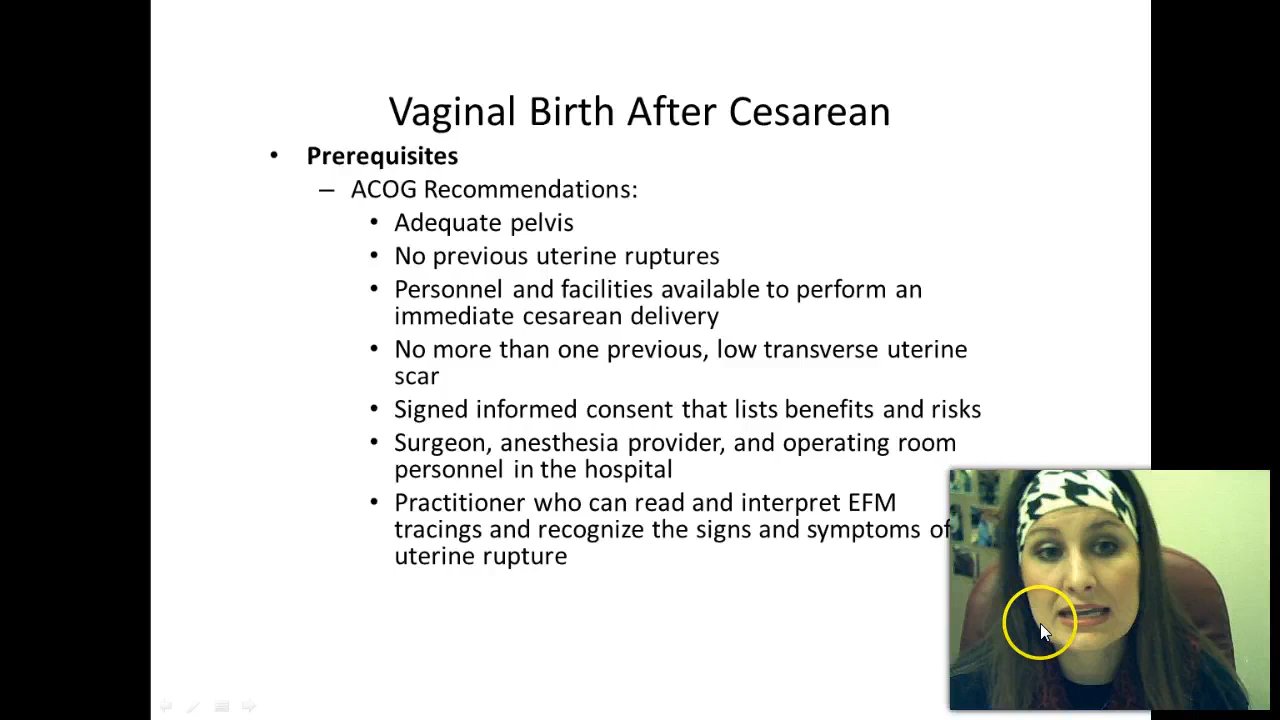 Vaginal Birth After Cesarean
• Prerequisites
– ACOG Recommendations:
• Adequate pelvis
• No previous uterine ruptures
• Personnel and facilities available to perform an
immediate cesarean delivery
• No more than one previous, low transverse uterine
scar
• Signed informed consent that lists benefits and risks
• Surgeon, anesthesia provider, and operating room
personnel in the hospital
• Practitioner who can read and interpret EFM
tracings and recognize the signs and symptoms of
uterine rupture